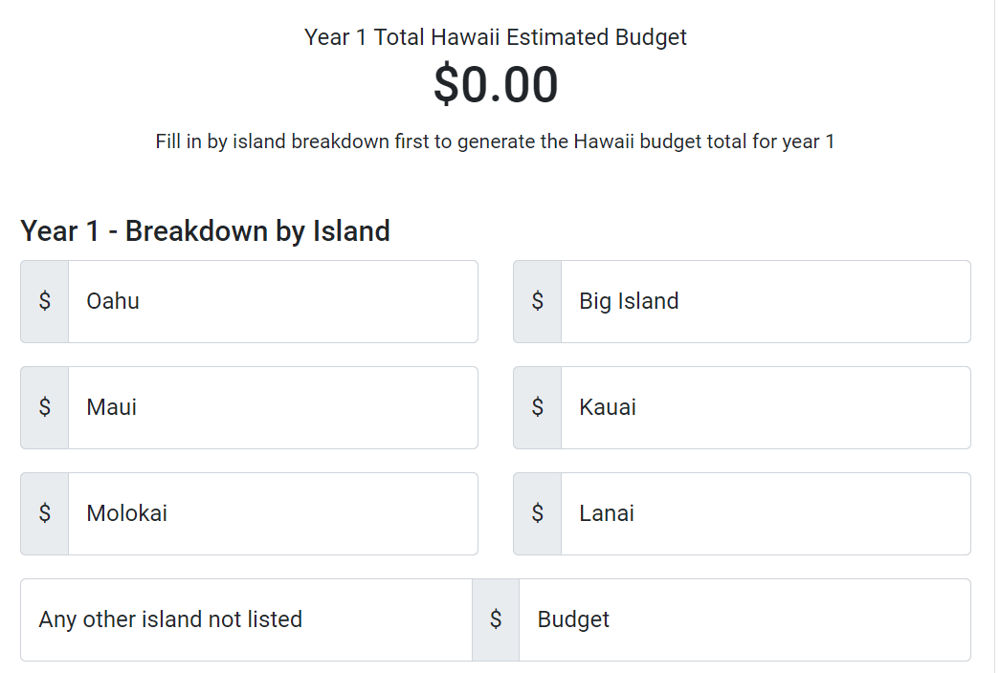 Year 1 Total Hawaii Estimated Budget
$0.00
Fill in by island breakdown first to generate the Hawaii budget total for year 1
Year 1 - Breakdown by Island
$ Oahu
$ Big Island
$ Maui
$ Kauai
$ Molokai
$ Lanai
Any other island not listed $ Budget